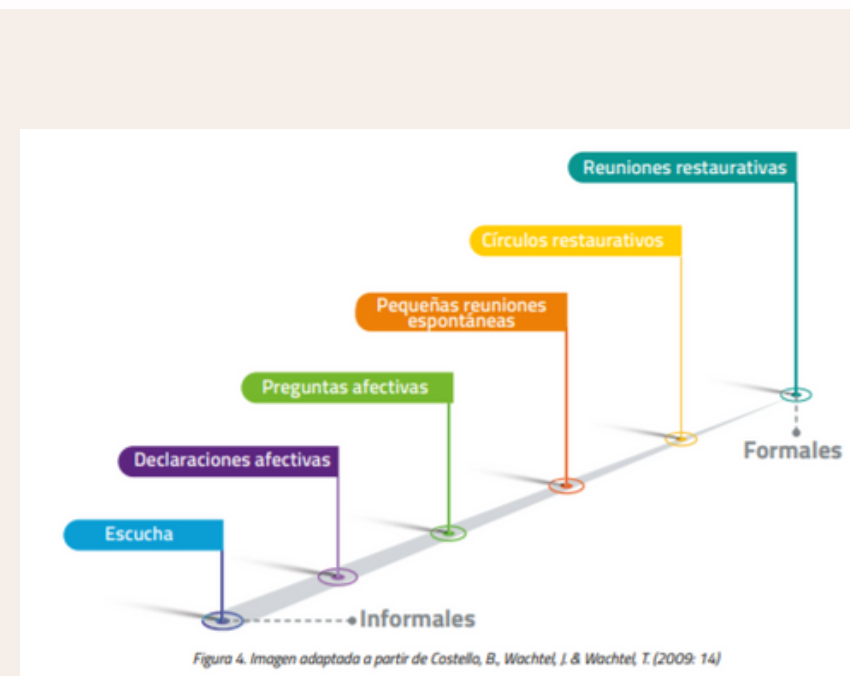 Reuniones restaurativas
Círculos restaurativos
Pequeñas reuniones
espontáneas
Preguntas afectivas
Declaraciones afectivas
Escucha
Formales
Informales
Figura 4. Imagen adaptada a partir de Costello, B., Wachtel, J. & Wachtel, T. (2009: 14)